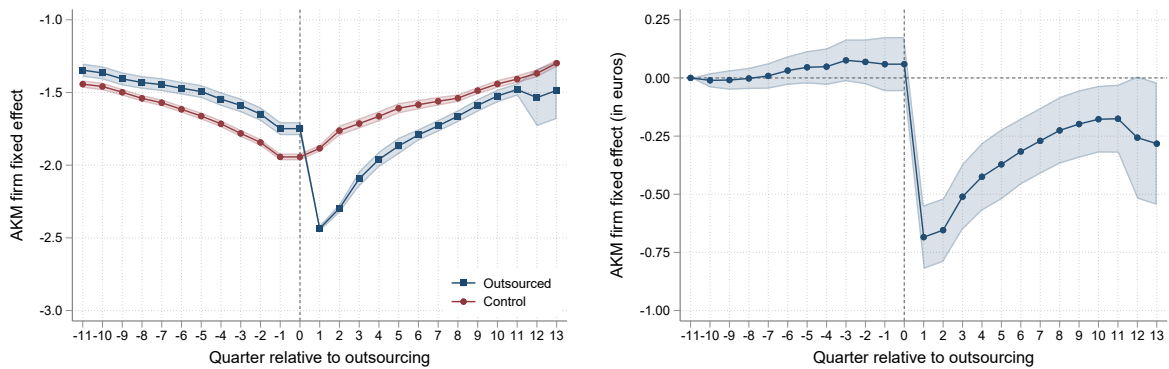 AKM firm fixed effect
-1.0
-1.5
-2.0
-2.5
-3.0
Outsourced
Control
-11 -10 -9 -8 -7 -6 -5 -4 -3 -2 -1 0 1 2 3 4 5 6 7 8 9 10 11 12 13
Quarter relative to outsourcing
AKM firm fixed effect (in euros)
0.25
0.00
-0.25
-0.50
-0.75
-1.00
-11 -10 -9 -8 -7 -6 -5 -4 -3 -2 -1 0 1 2 3 4 5 6 7 8 9 10 11 12 13
Quarter relative to outsourcing